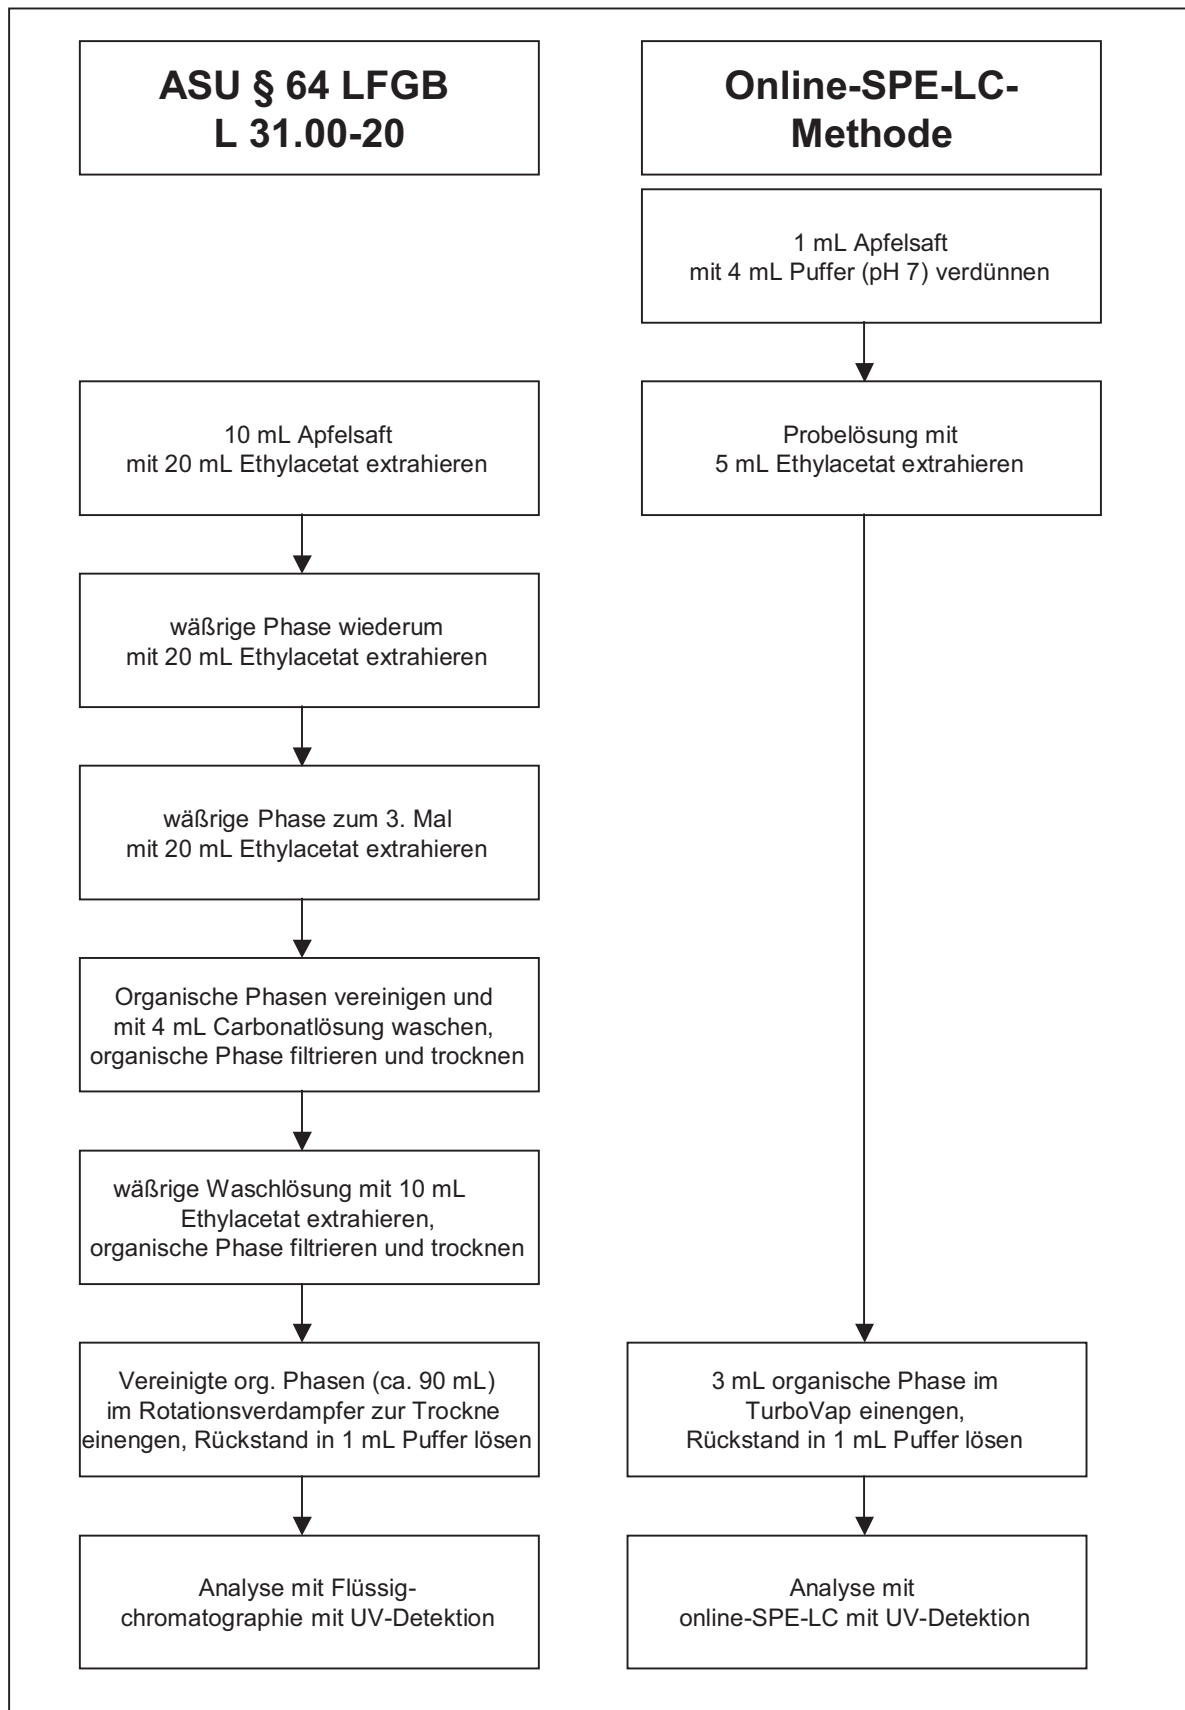 ASU § 64 LFGB
L 31.00-20
10 mL Apfelsaft
mit 20 mL Ethylacetat extrahieren
wäßrige Phase wiederum
mit 20 mL Ethylacetat extrahieren
wäßrige Phase zum 3. Mal
mit 20 mL Ethylacetat extrahieren
Organische Phasen vereinigen und
mit 4 mL Carbonatlösung waschen,
organische Phase filtrieren und trocknen
wäßrige Waschlösung mit 10 mL
Ethylacetat extrahieren,
organische Phase filtrieren und trocknen
Vereinigte org. Phasen (ca. 90 mL)
im Rotationsverdampfer zur Trockne
einengen, Rückstand in 1 mL Puffer lösen
Analyse mit Flüssig-
chromatographie mit UV-Detektion
Online-SPE-LC-
Methode
1 mL Apfelsaft
mit 4 mL Puffer (pH 7) verdünnen
Probelösung mit
5 mL Ethylacetat extrahieren
3 mL organische Phase im
TurboVap einengen,
Rückstand in 1 mL Puffer lösen
Analyse mit
online-SPE-LC mit UV-Detektion